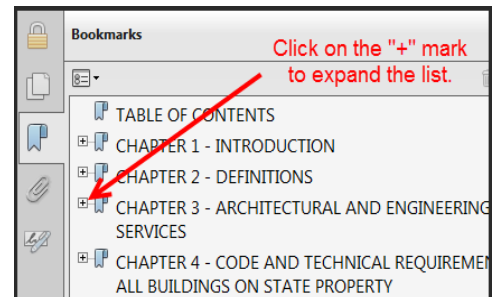 Bookmarks
Click on the "+" mark
to expand the list.
TABLE OF CONTENTS
CHAPTER 1 - INTRODUCTION
CHAPTER 2 - DEFINITIONS
CHAPTER 3 - ARCHITECTURAL AND ENGINEERING
SERVICES
CHAPTER 4 - CODE AND TECHNICAL
ALL BUILDINGS ON STATE PROPERTY